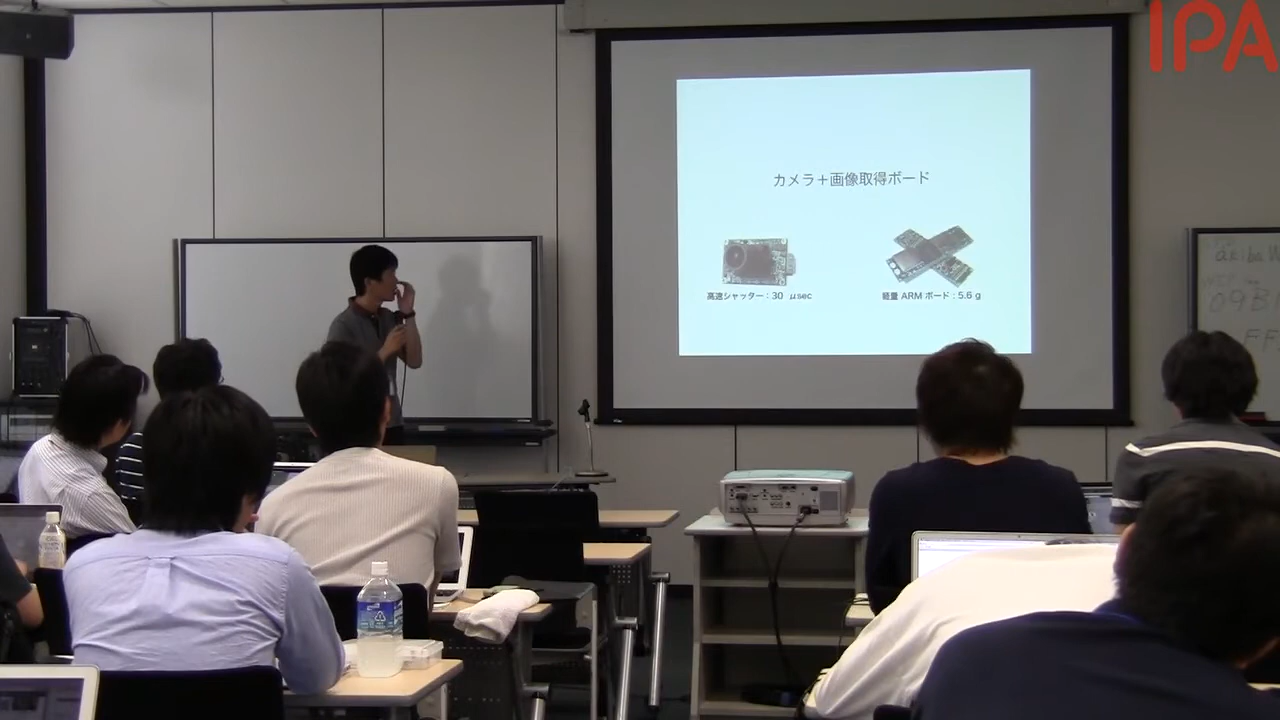 IPA
カメラ＋画像取得ボード
高速シャッター：30 μsec
軽量 ARM ボード：5.6 g
akiba